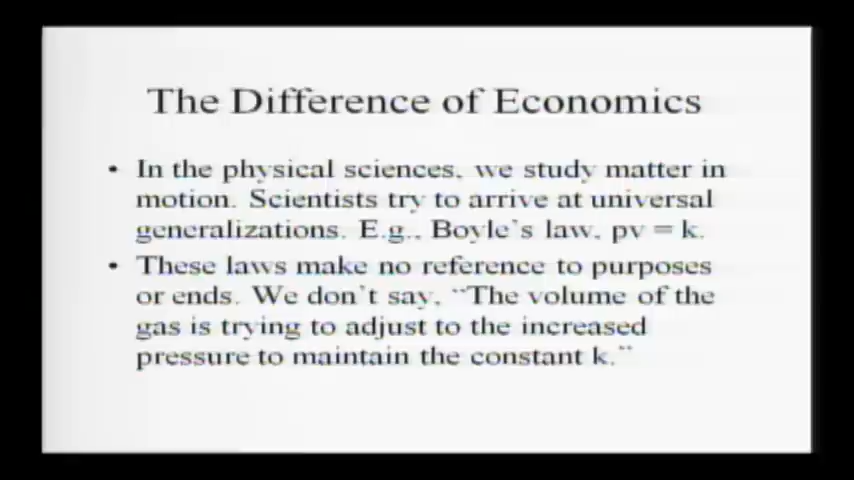 The Difference of Economics
• In the physical sciences, we study matter in
motion. Scientists try to arrive at universal
generalizations. E.g., Boyle's law, pv = k.
• These laws make no reference to purposes
or ends. We don't say, "The volume of the
gas is trying to adjust to the increased
pressure to maintain the constant k."